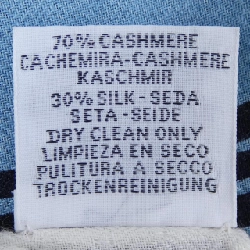 70% CASHMERE
CACHEMIRA-CASHMERE
KASCHMIR
30% SILK-SEDA
SETA-SEIDE
DRY CLEAN ONLY
LIMPIEZA EN SECO
PULITURA A SECCO
TROCKENREINIGUNG